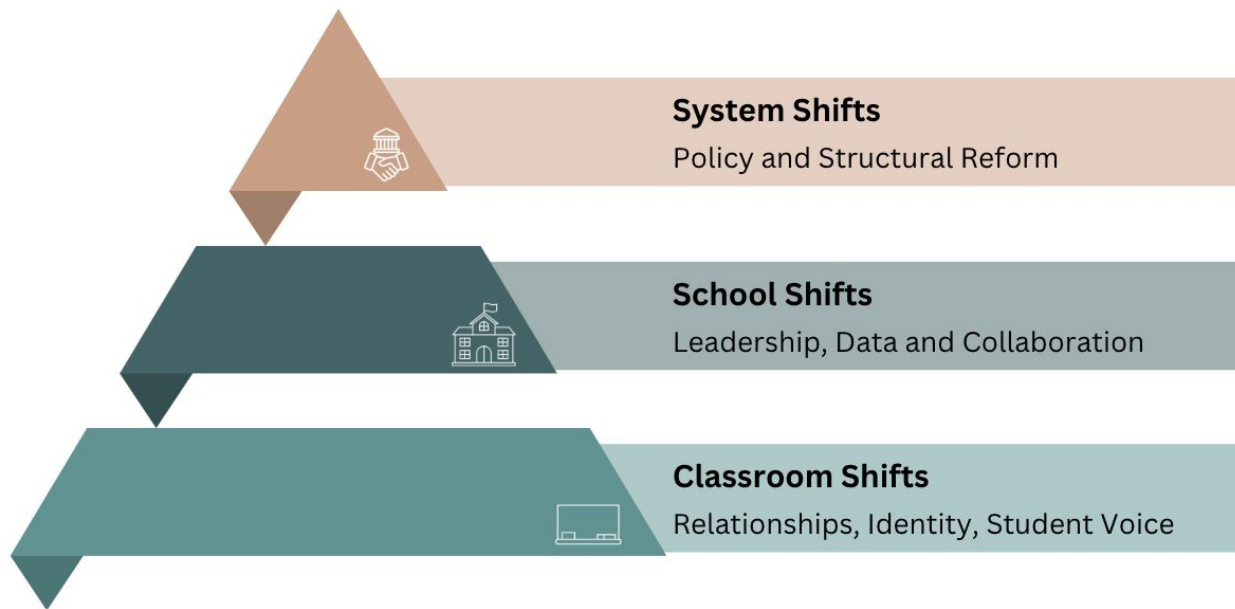 System Shifts
Policy and Structural Reform
School Shifts
Leadership, Data and Collaboration
Classroom Shifts
Relationships, Identity, Student Voice